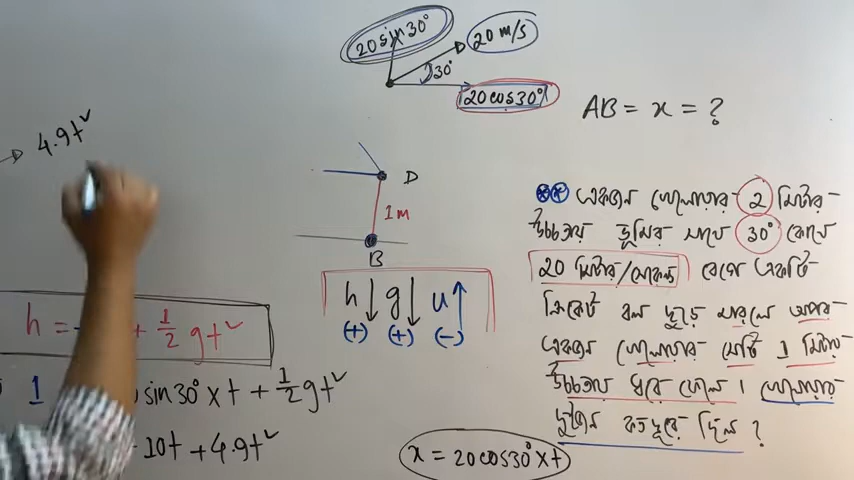 20sin30°
20 m/s
30°
20cos30°
AB = x = ?
→ 4.9t²
D
1m
B
h↓ g↓ u↑
(+) (+) (-)
একজন খেলোয়াড় 2 মিটার
উচ্চতায় ভূমির সাথে 30° কোণে
20 মিটার/সেকেন্ড বেগে একটি
ক্রিকেট বল ছুড়ে মারলে অপর
একজন খেলোয়াড় সেটি 1 মিটার
উচ্চতায় ধরে ফেলে। খেলোয়াড়
দুজন কতদূরে ছিল?
h = + 1/2 gt²
1 sin30° x t + 1/2 gt²
10t + 4.9t²
x = 20cos30° x t